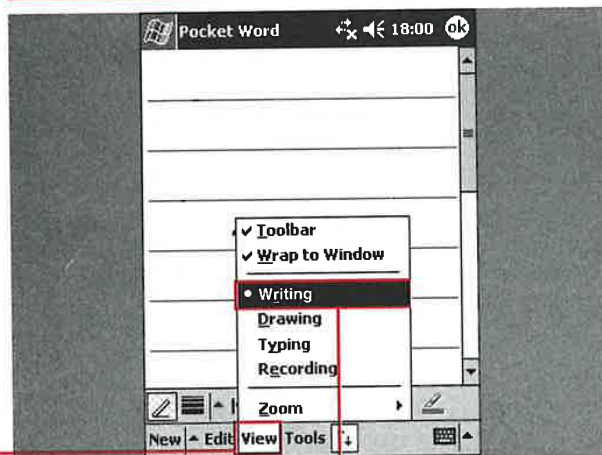 Pocket Word 18:00 ok
✓ Toolbar
✓ Wrap to Window
• Writing
Drawing
Typing
Recording
Zoom
New Edit View Tools